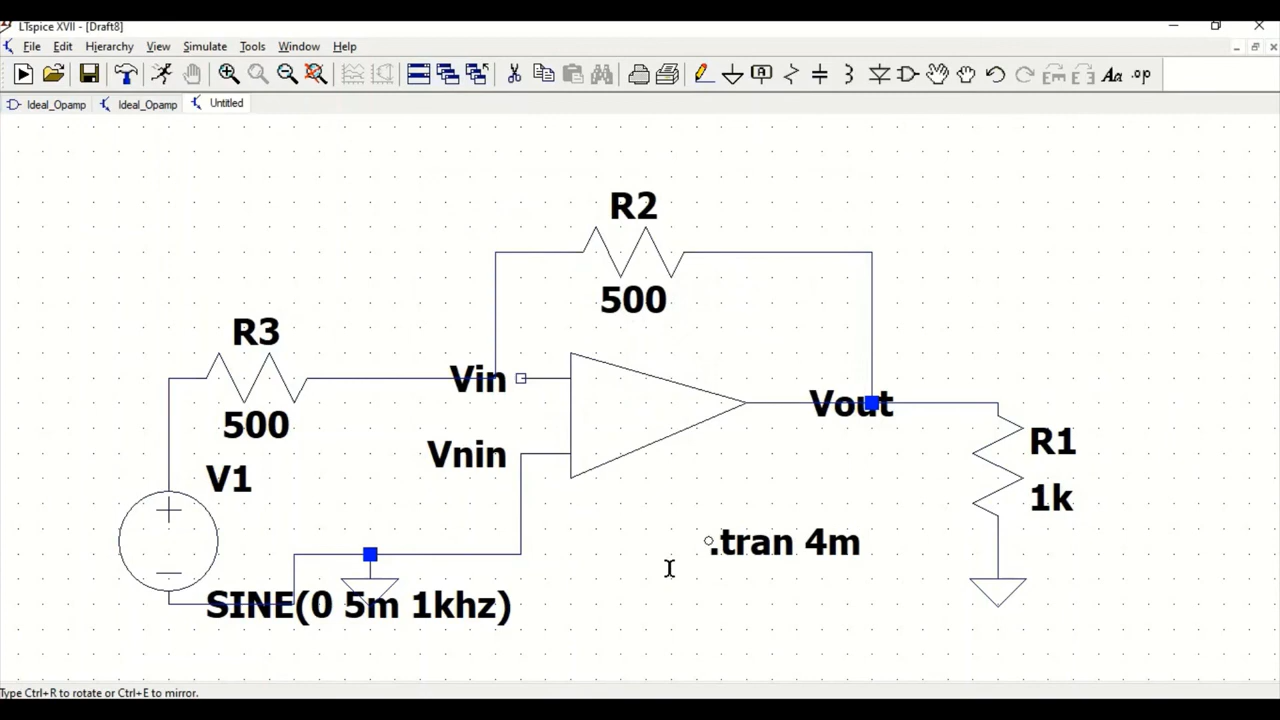 LTspice XVII - [Draft8]
File Edit Hierarchy View Simulate Tools Window Help
Ideal_Opamp Ideal_Opamp Untitled
R2
500
R3
500
Vin
Vout
Vnin
V1
R1
1k
.tran 4m
SINE(0 5m 1khz)
Type Ctrl+R to rotate or Ctrl+E to mirror.